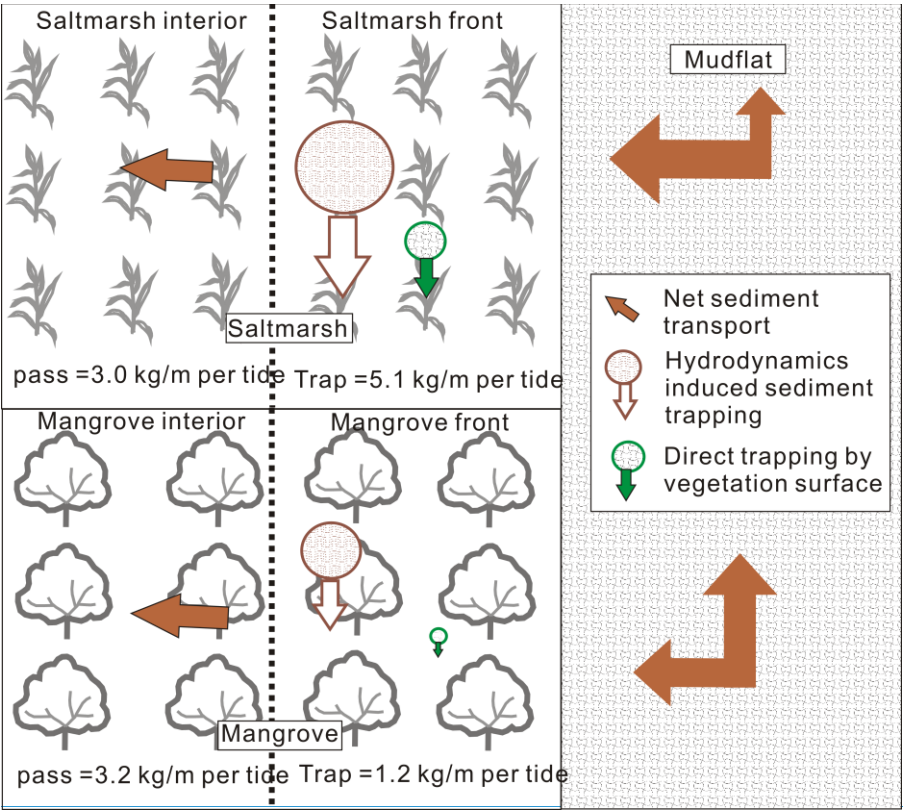 Saltmarsh interior
Saltmarsh front
Mudflat
Net sediment
transport
Hydrodynamics
induced sediment
trapping
Direct trapping by
vegetation surface
Saltmarsh
pass =3.0 kg/m per tide
Trap =5.1 kg/m per tide
Mangrove interior
Mangrove front
Mangrove
pass =3.2 kg/m per tide
Trap =1.2 kg/m per tide